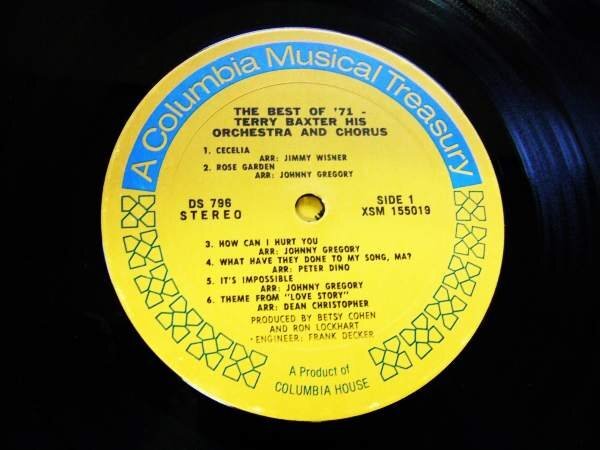 A Columbia Musical Treasury
THE BEST OF '71 -
TERRY BAXTER HIS
ORCHESTRA AND CHORUS
1. CECELIA
ARR: JIMMY WISNER
2. ROSE GARDEN
ARR: JOHNNY GREGORY
DS 796
STEREO
SIDE 1
XSM 155019
3. HOW CAN I HURT YOU
ARR: JOHNNY GREGORY
4. WHAT HAVE THEY DONE TO MY SONG, MA?
ARR: PETER DINO
5. IT'S IMPOSSIBLE
ARR: JOHNNY GREGORY
6. THEME FROM "LOVE STORY"
ARR: DEAN CHRISTOPHER
PRODUCED BY BETSY COHEN
AND RON LOCKHART
· ENGINEER: FRANK DECKER
A Product of
COLUMBIA HOUSE